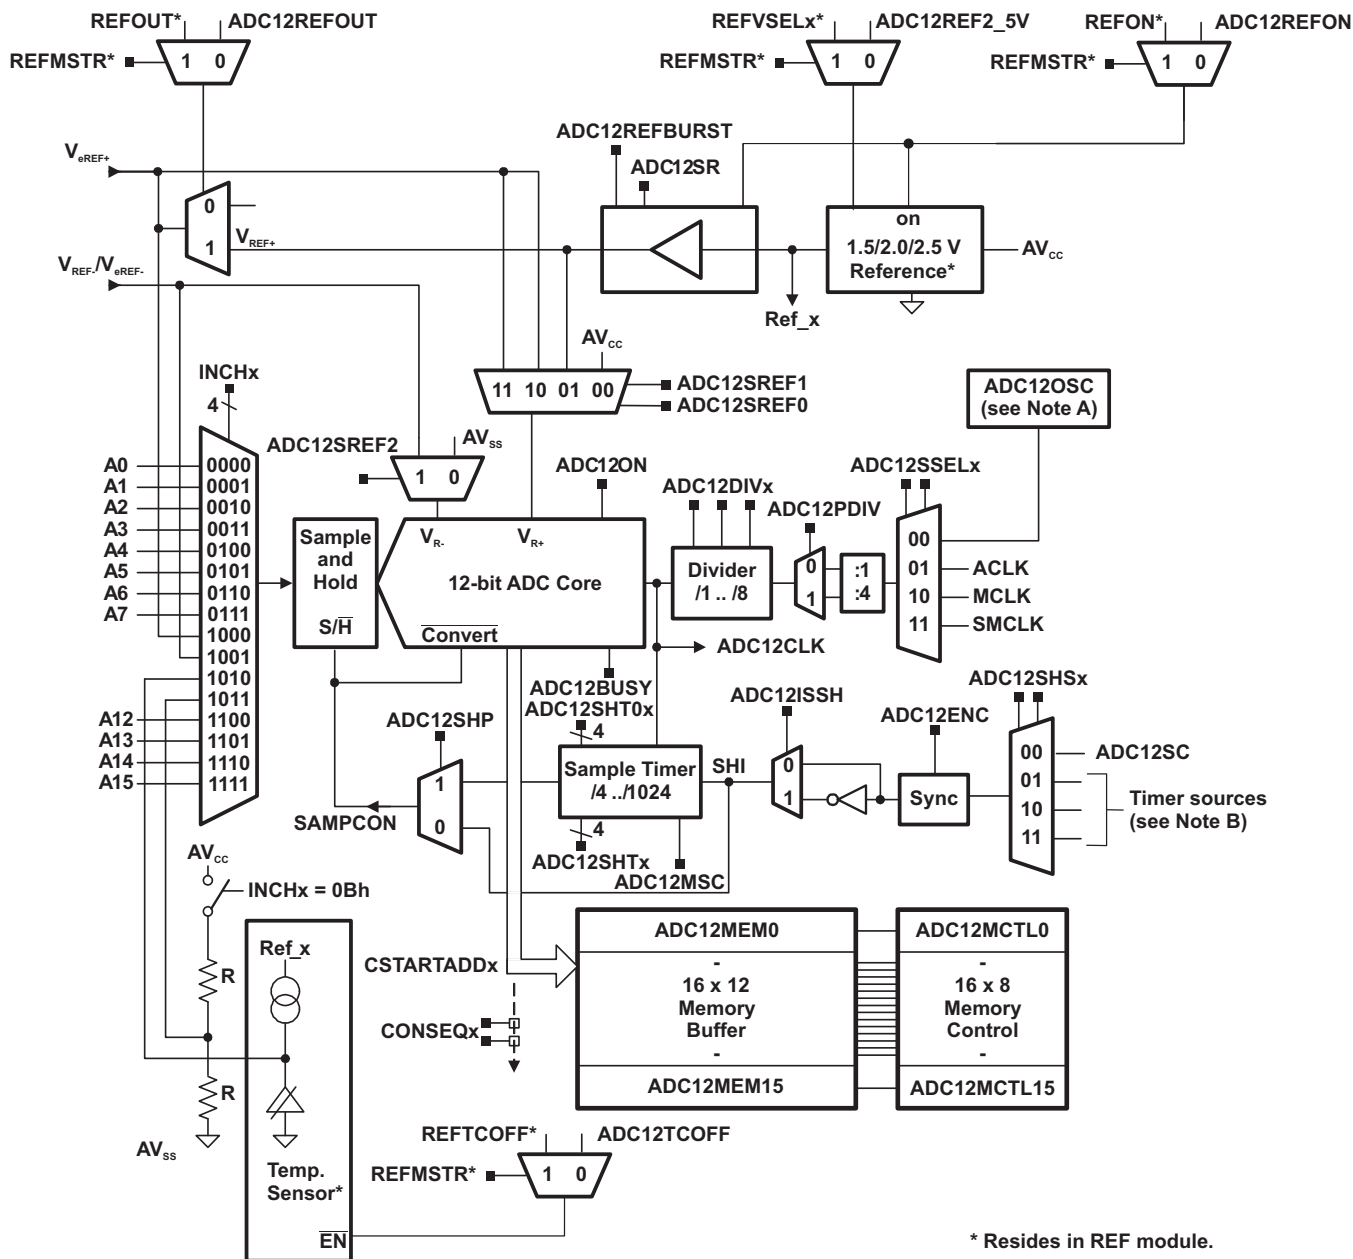 REFOUT* ADC12REFOUT
REFMSTR* 1 0
REFVSELx* ADC12REF2_5V
REFMSTR* 1 0
REFON* ADC12REFON
REFMSTR* 1 0
ADC12REFBURST
ADC12SR
VeREF+
0
1
VREF+
on
1.5/2.0/2.5 V
Reference*
AVCC
VREF-/VeREF-
Ref_x
AVCC
11 10 01 00
ADC12SREF1
ADC12SREF0
INCHx
4
ADC12SREF2
AVSS
1 0
ADC12OSC
(see Note A)
A0 0000
A1 0001
A2 0010
A3 0011
A4 0100
A5 0101
A6 0110
A7 0111
1000
1001
1010
1011
A12 1100
A13 1101
A14 1110
A15 1111
Sample
and
Hold
S/H
ADC12ON
VR- VR+
12-bit ADC Core
Convert
ADC12DIVx
Divider
/1 .. /8
ADC12PDIV
0
1
:1
:4
ADC12SSELx
00
01 ACLK
10 MCLK
11 SMCLK
ADC12CLK
ADC12BUSY
ADC12SHT0x
4
ADC12SHP
1
0
SAMPCON
Sample Timer
/4 ../1024
4
ADC12SHTx
ADC12MSC
SHI
ADC12ISSH
0
1
ADC12ENC
Sync
ADC12SHSx
00 ADC12SC
01
10
11
Timer sources
(see Note B)
AVCC
INCHx = 0Bh
R
R
AVSS
Ref_x
Temp.
Sensor*
EN
CSTARTADDx
CONSEQx
ADC12MEM0
-
16 x 12
Memory
Buffer
-
ADC12MEM15
ADC12MCTL0
-
16 x 8
Memory
Control
-
ADC12MCTL15
REFTCOFF* ADC12TCOFF
REFMSTR* 1 0
* Resides in REF module.